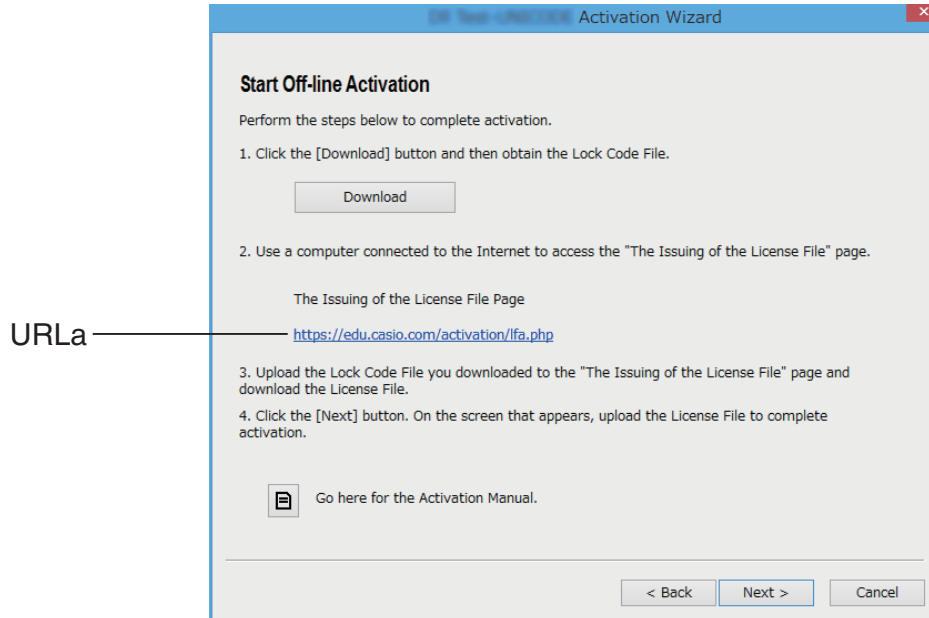 Activation Wizard
Start Off-line Activation
Perform the steps below to complete activation.
1. Click the [Download] button and then obtain the Lock Code File.
Download
2. Use a computer connected to the Internet to access the "The Issuing of the License File" page.
The Issuing of the License File Page
URLa
https://edu.casio.com/activation/lfa.php
3. Upload the Lock Code File you downloaded to the "The Issuing of the License File" page and
download the License File.
4. Click the [Next] button. On the screen that appears, upload the License File to complete
activation.
Go here for the Activation Manual.
< Back Next > Cancel